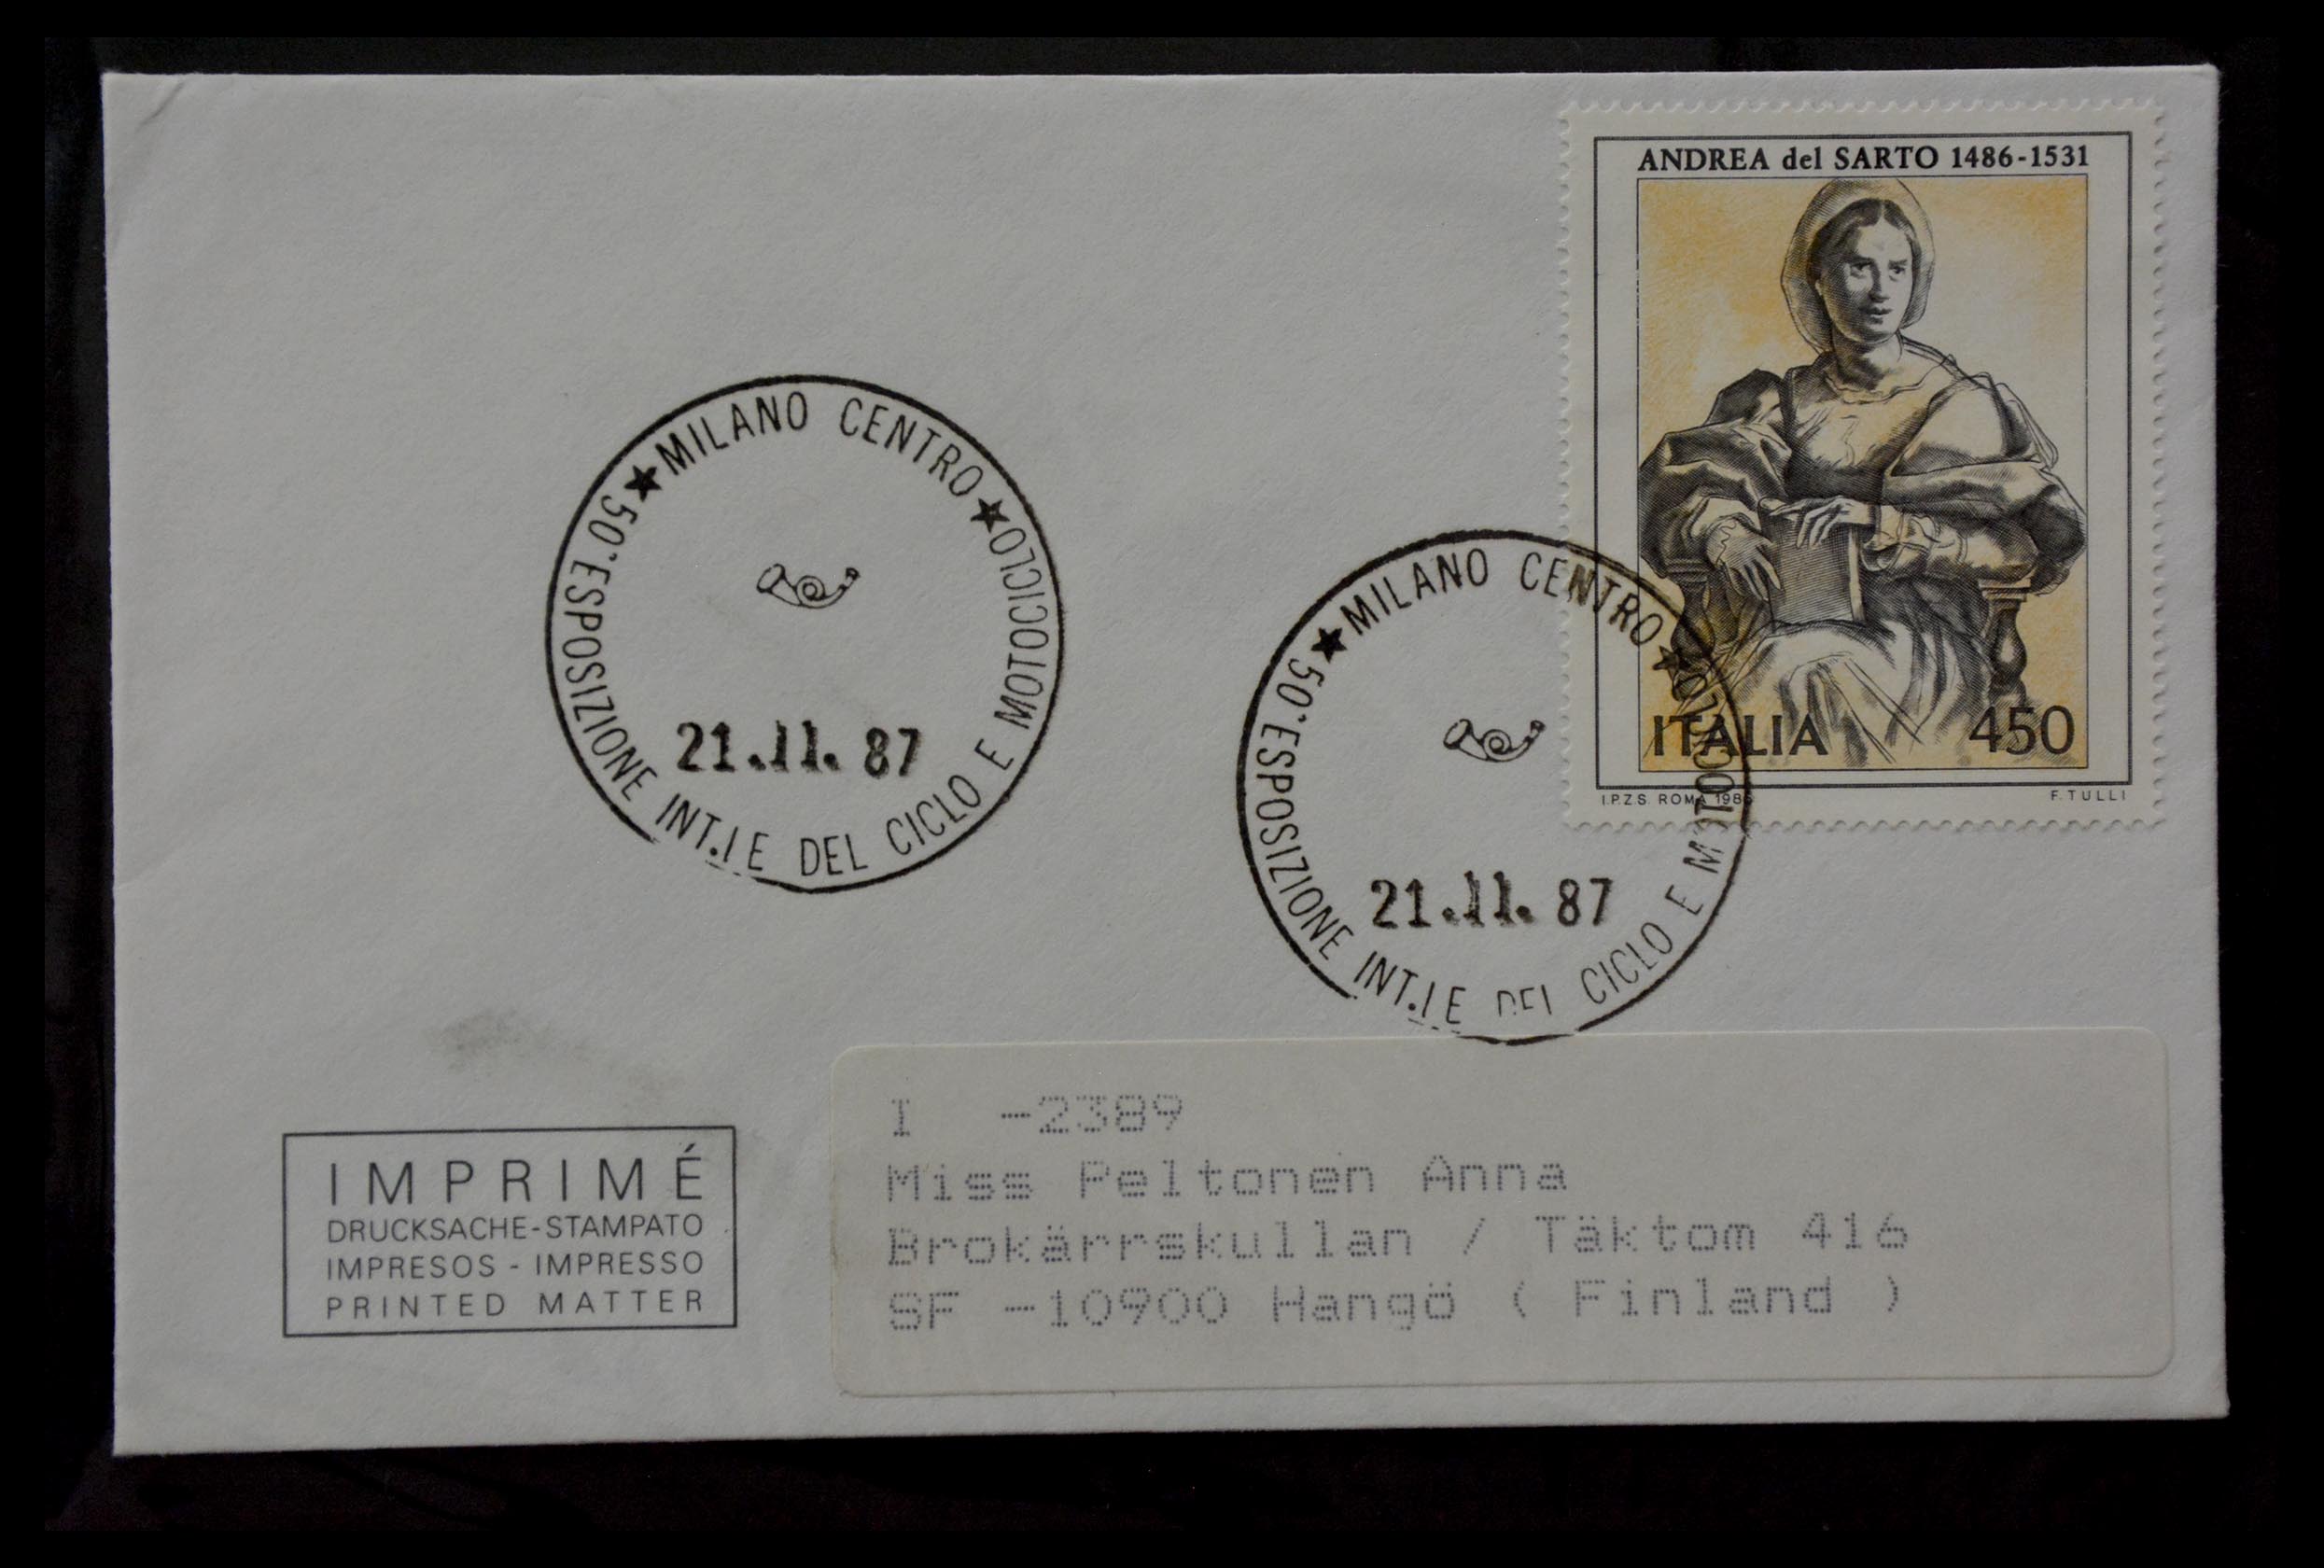 ANDREA del SARTO 1486-1531
ITALIA 450
I.P.Z.S. ROMA 1986 F. TULLI
★ MILANO CENTRO ★
50.ESPOSIZIONE INT.LE DEL CICLO E MOTOCICLO
21.11.87
★ MILANO CENTRO ★
50.ESPOSIZIONE INT.LE DEL CICLO E MOTOCICLO
21.11.87
IMPRIMÉ
DRUCKSACHE-STAMPATO
IMPRESOS - IMPRESSO
PRINTED MATTER
I -2389
Miss Peltonen Anna
Brokärrskullan / Täktom 416
SF -10900 Hangö ( Finland )